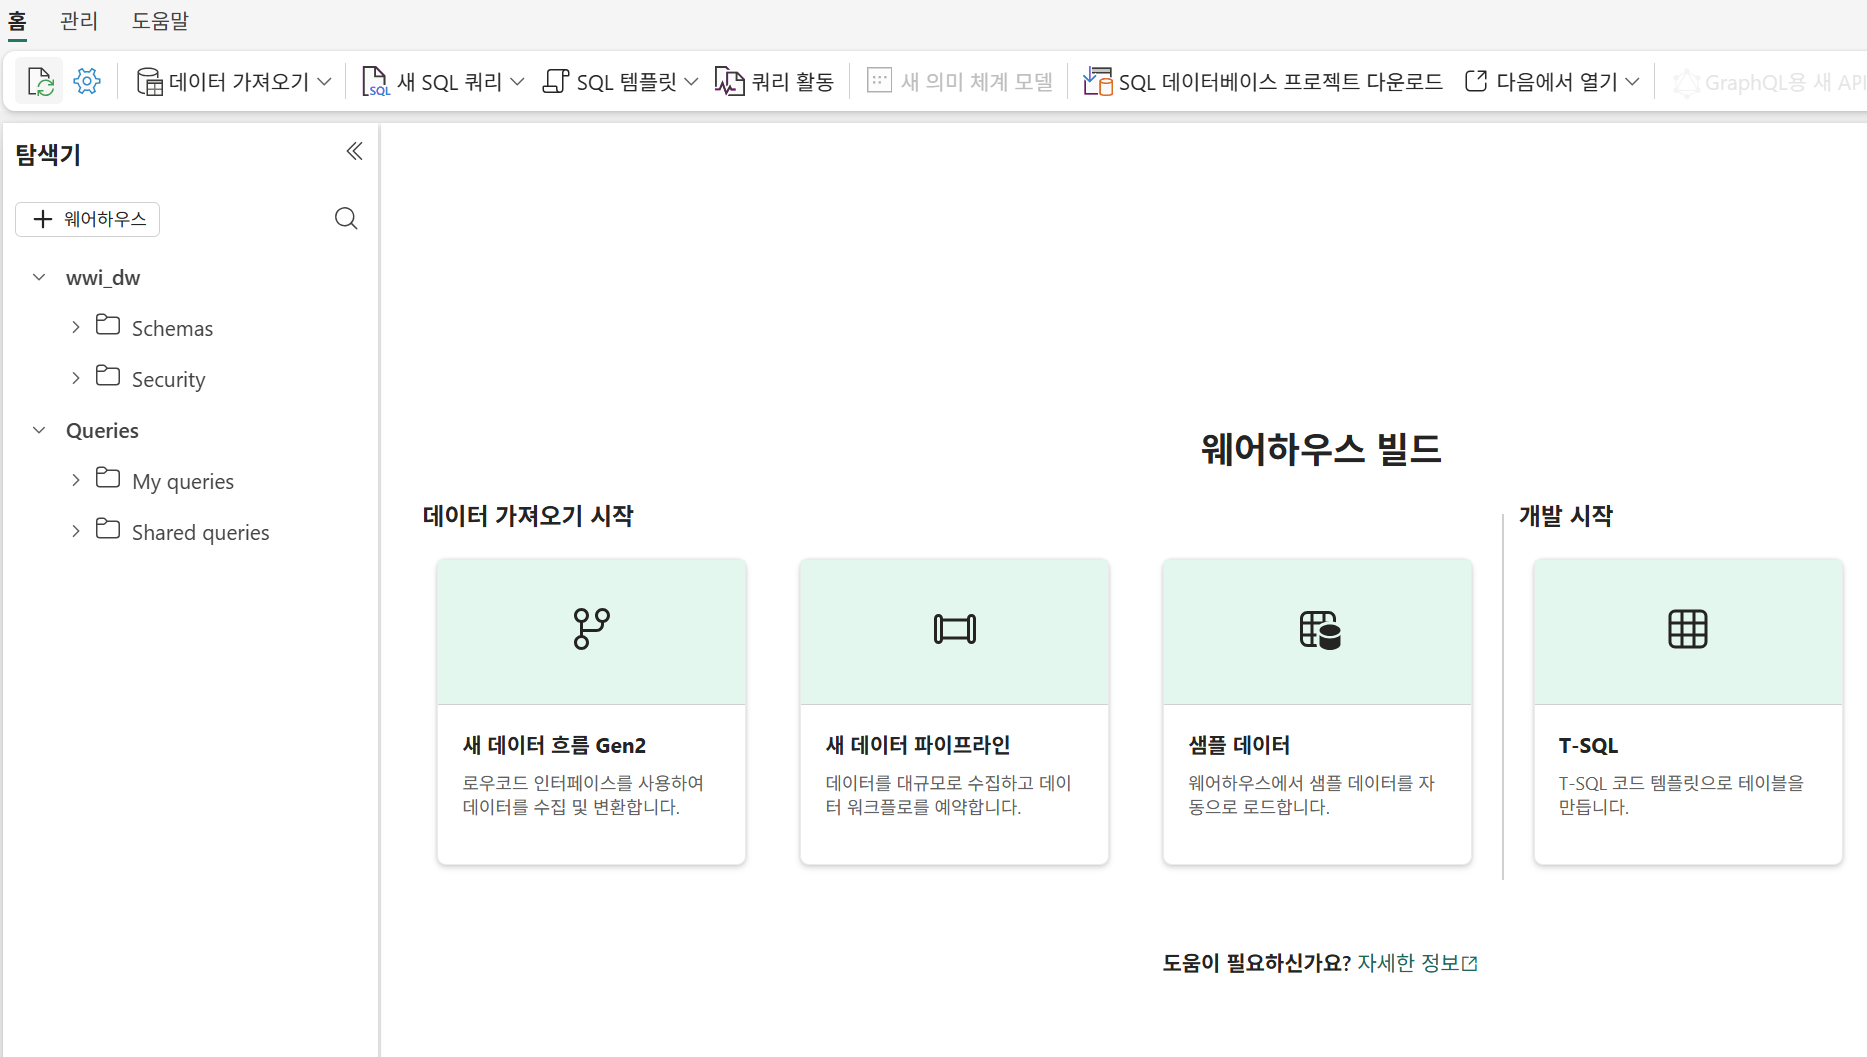 홈 관리 도움말
데이터 가져오기 새 SQL 쿼리 SQL 템플릿 쿼리 활동 새 의미 체계 모델 SQL 데이터베이스 프로젝트 다운로드 다음에서 열기 GraphQL용 새 API
탐색기
웨어하우스
wwi_dw
Schemas
Security
Queries
My queries
Shared queries
웨어하우스 빌드
데이터 가져오기 시작
새 데이터 흐름 Gen2
로우코드 인터페이스를 사용하여
데이터를 수집 및 변환합니다.
새 데이터 파이프라인
데이터를 대규모로 수집하고 데이
터 워크플로를 예약합니다.
샘플 데이터
웨어하우스에서 샘플 데이터를 자
동으로 로드합니다.
개발 시작
T-SQL
T-SQL 코드 템플릿으로 테이블을
만듭니다.
도움이 필요하신가요? 자세한 정보